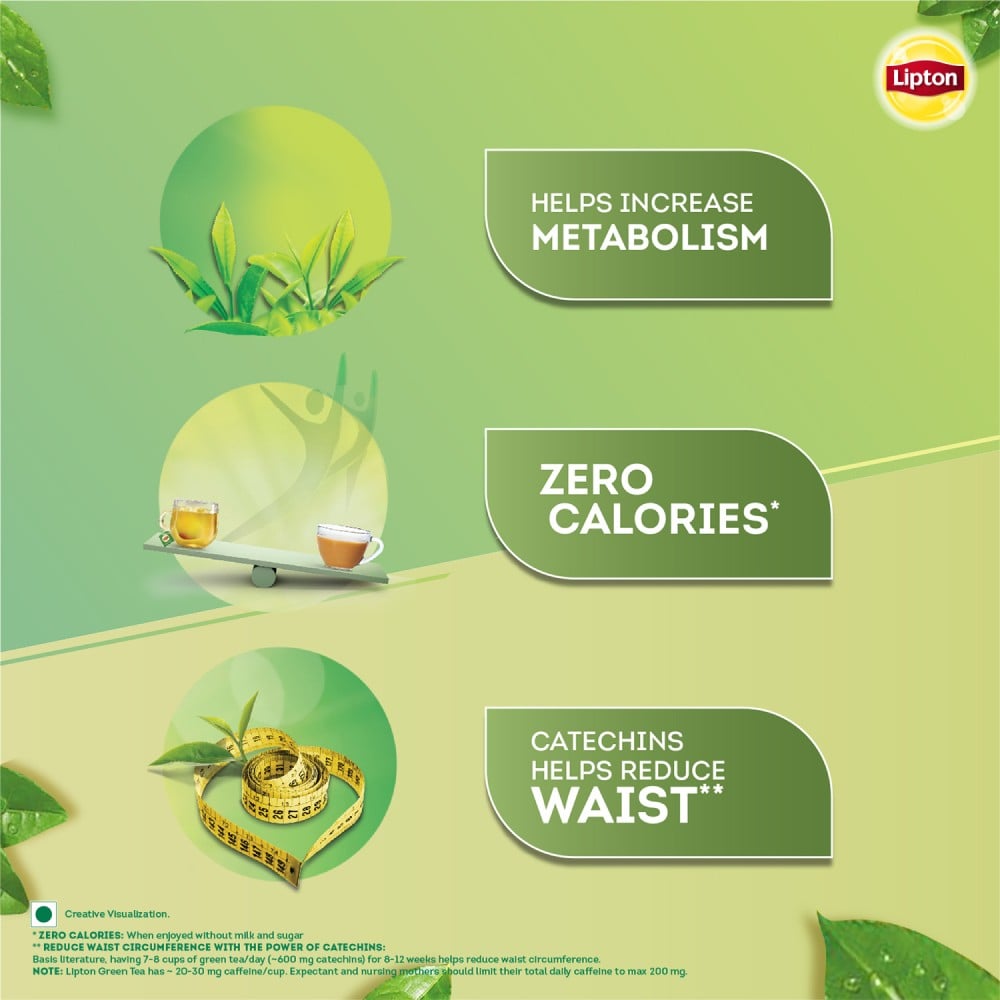 Lipton
HELPS INCREASE
METABOLISM
ZERO
CALORIES*
CATECHINS
HELPS REDUCE
WAIST**
Creative Visualization.
* ZERO CALORIES: When enjoyed without milk and sugar
** REDUCE WAIST CIRCUMFERENCE WITH THE POWER OF CATECHINS:
Basis literature, having 7-8 cups of green tea/day (~600 mg catechins) for 8-12 weeks helps reduce waist circumference.
NOTE: Lipton Green Tea has ~ 20-30 mg caffeine/cup. Expectant and nursing mothers should limit their total daily caffeine to max 200 mg.